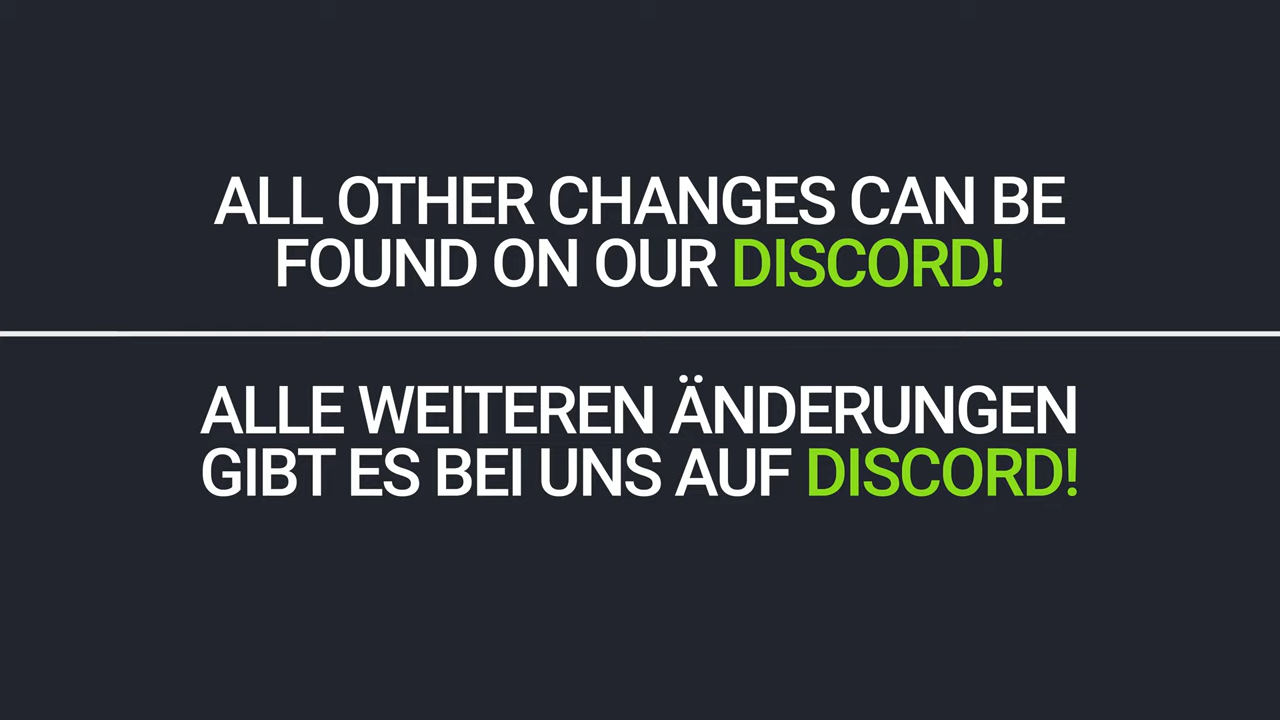 ALL OTHER CHANGES CAN BE
FOUND ON OUR DISCORD!
ALLE WEITEREN ÄNDERUNGEN
GIBT ES BEI UNS AUF DISCORD!